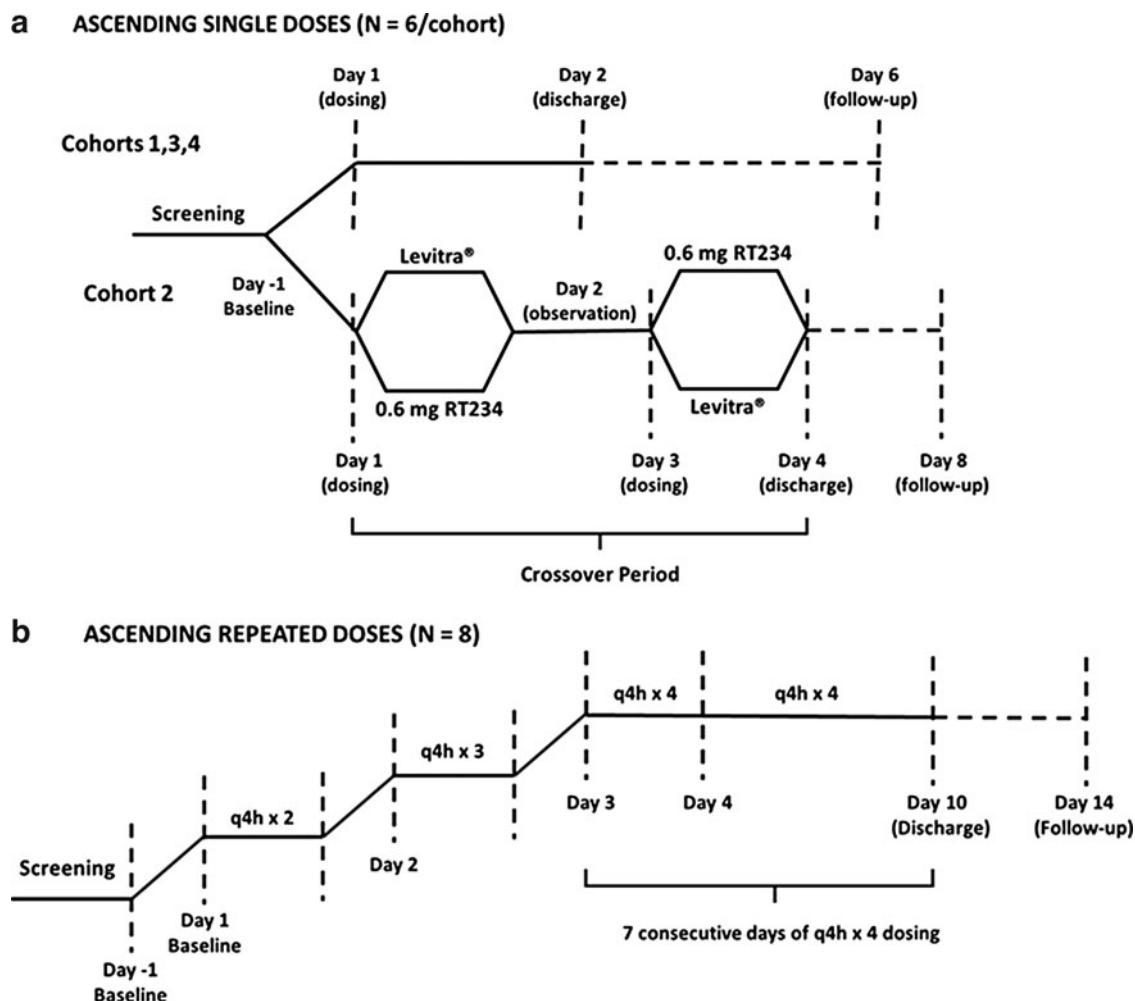 a ASCENDING SINGLE DOSES (N = 6/cohort)
Day 1
(dosing)
Day 2
(discharge)
Day 6
(follow-up)
Cohorts 1,3,4
Screening
Cohort 2
Day -1
Baseline
Levitra®
0.6 mg RT234
Day 2
(observation)
0.6 mg RT234
Levitra®
Day 1
(dosing)
Day 3
(dosing)
Day 4
(discharge)
Day 8
(follow-up)
Crossover Period
b ASCENDING REPEATED DOSES (N = 8)
Screening
Day -1
Baseline
Day 1
Baseline
q4h x 2
Day 2
q4h x 3
q4h x 4
q4h x 4
Day 3
Day 4
Day 10
(Discharge)
Day 14
(Follow-up)
7 consecutive days of q4h x 4 dosing